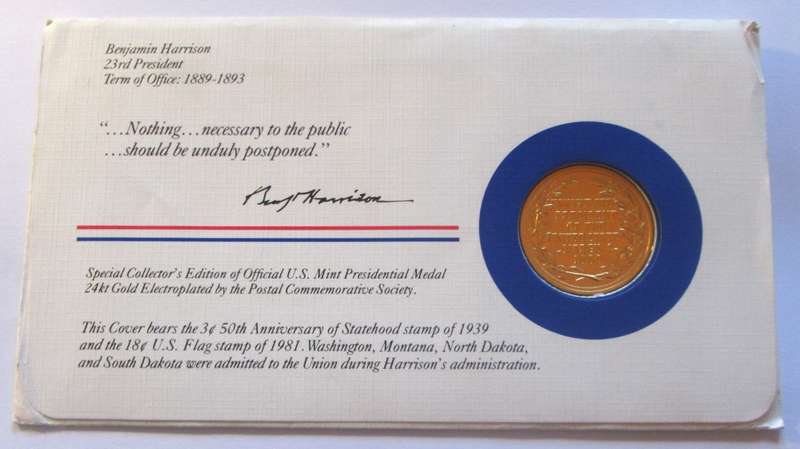 Benjamin Harrison
23rd President
Term of Office: 1889-1893
“…Nothing…necessary to the public
…should be unduly postponed.”
Benj Harrison
Special Collector's Edition of Official U.S. Mint Presidential Medal
24kt Gold Electroplated by the Postal Commemorative Society.
This Cover bears the 3¢ 50th Anniversary of Statehood stamp of 1939
and the 18¢ U.S. Flag stamp of 1981. Washington, Montana, North Dakota,
and South Dakota were admitted to the Union during Harrison's administration.